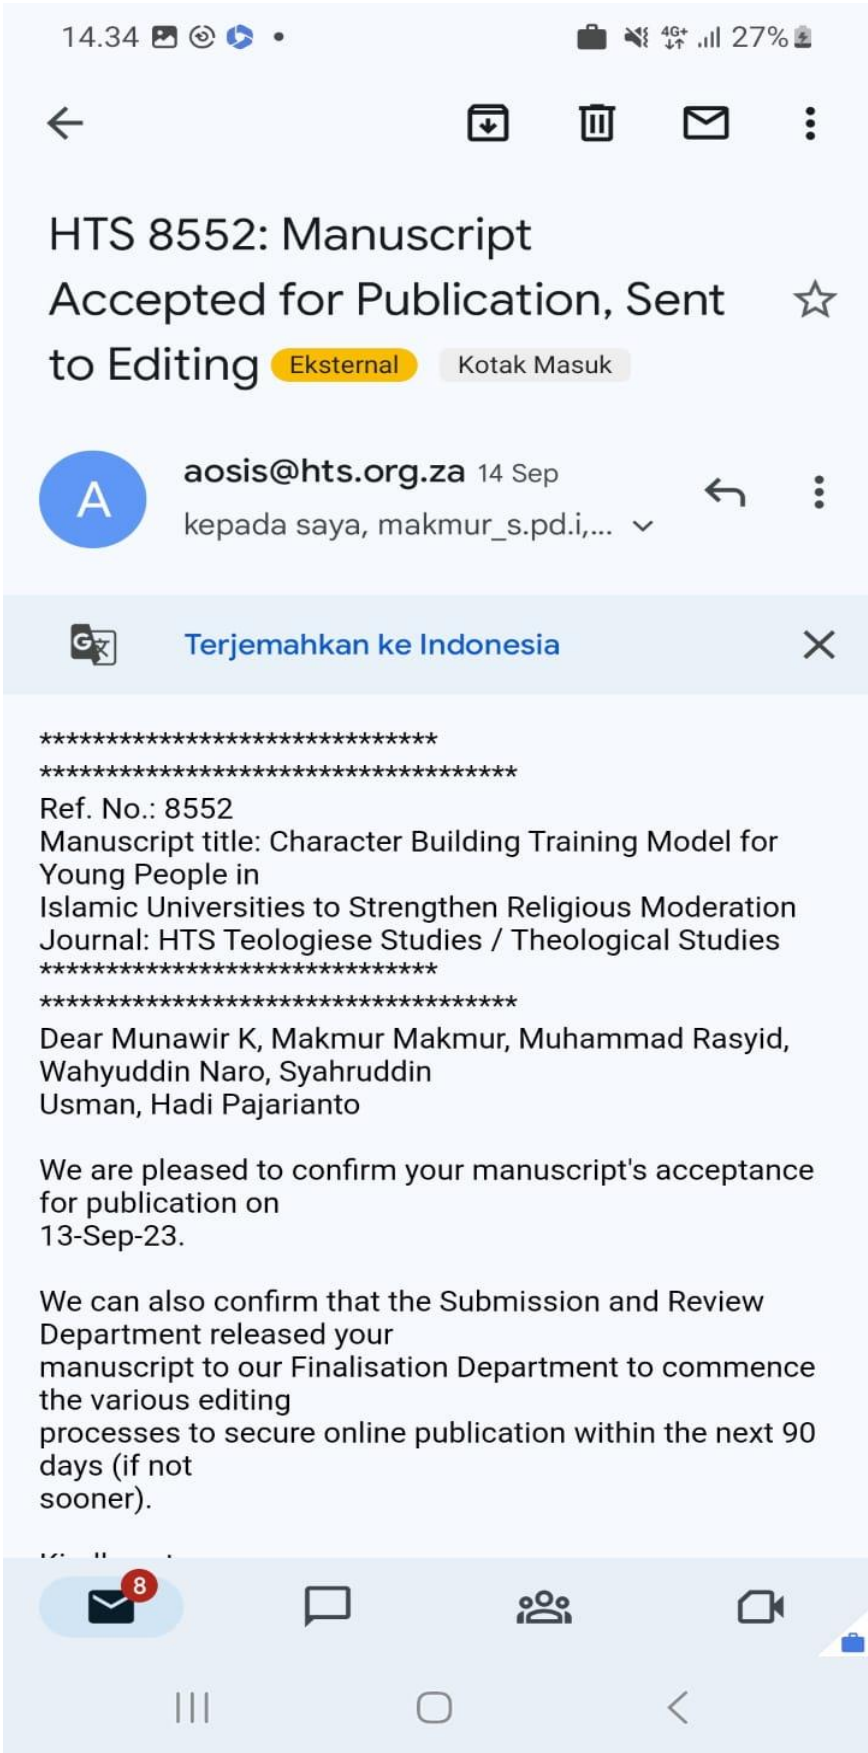 14.34
4G+ 27%
HTS 8552: Manuscript
Accepted for Publication, Sent
to Editing Eksternal Kotak Masuk
A
aosis@hts.org.za 14 Sep
kepada saya, makmur_s.pd.i,...
G Terjemahkan ke Indonesia
******************************
************************************
Ref. No.: 8552
Manuscript title: Character Building Training Model for
Young People in
Islamic Universities to Strengthen Religious Moderation
Journal: HTS Teologiese Studies / Theological Studies
******************************
************************************
Dear Munawir K, Makmur Makmur, Muhammad Rasyid,
Wahyuddin Naro, Syahruddin
Usman, Hadi Pajarianto
We are pleased to confirm your manuscript's acceptance
for publication on
13-Sep-23.
We can also confirm that the Submission and Review
Department released your
manuscript to our Finalisation Department to commence
the various editing
processes to secure online publication within the next 90
days (if not
sooner).
8